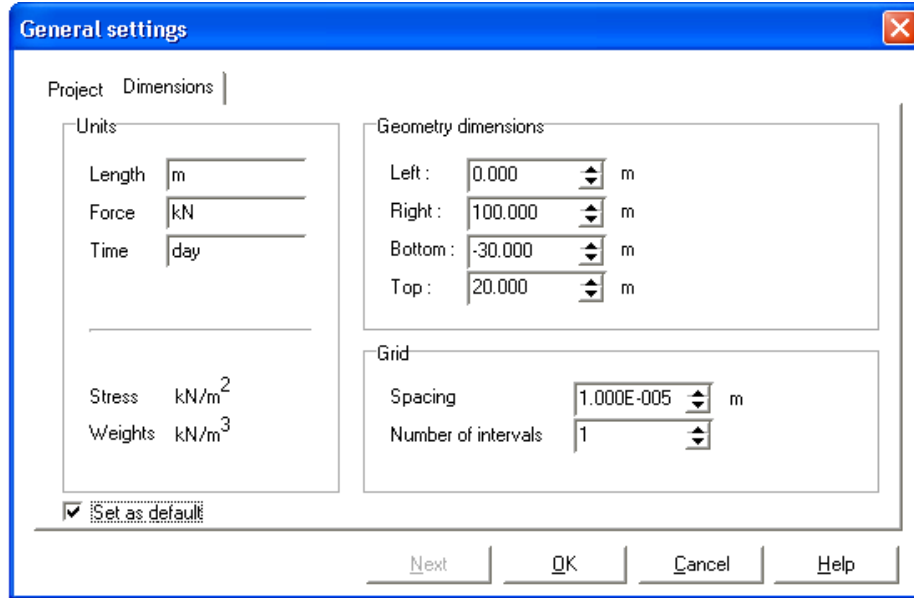 General settings
Project Dimensions
Units
Length m
Force kN
Time day
Stress kN/m²
Weights kN/m³
Geometry dimensions
Left : 0.000 m
Right : 100.000 m
Bottom : -30.000 m
Top : 20.000 m
Grid
Spacing 1.000E-005 m
Number of intervals 1
Set as default
Next OK Cancel Help